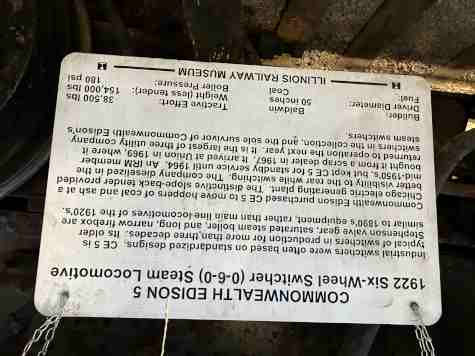 COMMONWEALTH EDISON 5
1922 Six-Wheel Switcher (0-6-0) Steam Locomotive
Industrial switchers were often based on standardized designs. CE 5 is
typical of switchers in production for more than three decades. Its older
Stephenson valve gear, saturated steam boiler, and long, narrow firebox are
similar to 1890's equipment, rather than main line locomotives of the 1920's.
Commonwealth Edison purchased CE 5 to move hoppers of coal and ash at a
Chicago electric generating plant. The distinctive slope-back tender provided
better visibility to the rear while switching. The company dieselized in the
mid-1950's, but kept CE 5 for standby service until 1964. An IRM member
bought it from a scrap dealer in 1967. It arrived at Union in 1969, where it
returned to operation the next year. It is the largest of three utility company
switchers in the collection, and the sole survivor of Commonwealth Edison's
steam switchers.
Builder: Baldwin Tractive Effort: 38,500 lbs
Driver Diameter: 50 inches Weight (less tender): 154,000 lbs
Fuel: Coal Boiler Pressure: 180 psi
ILLINOIS RAILWAY MUSEUM